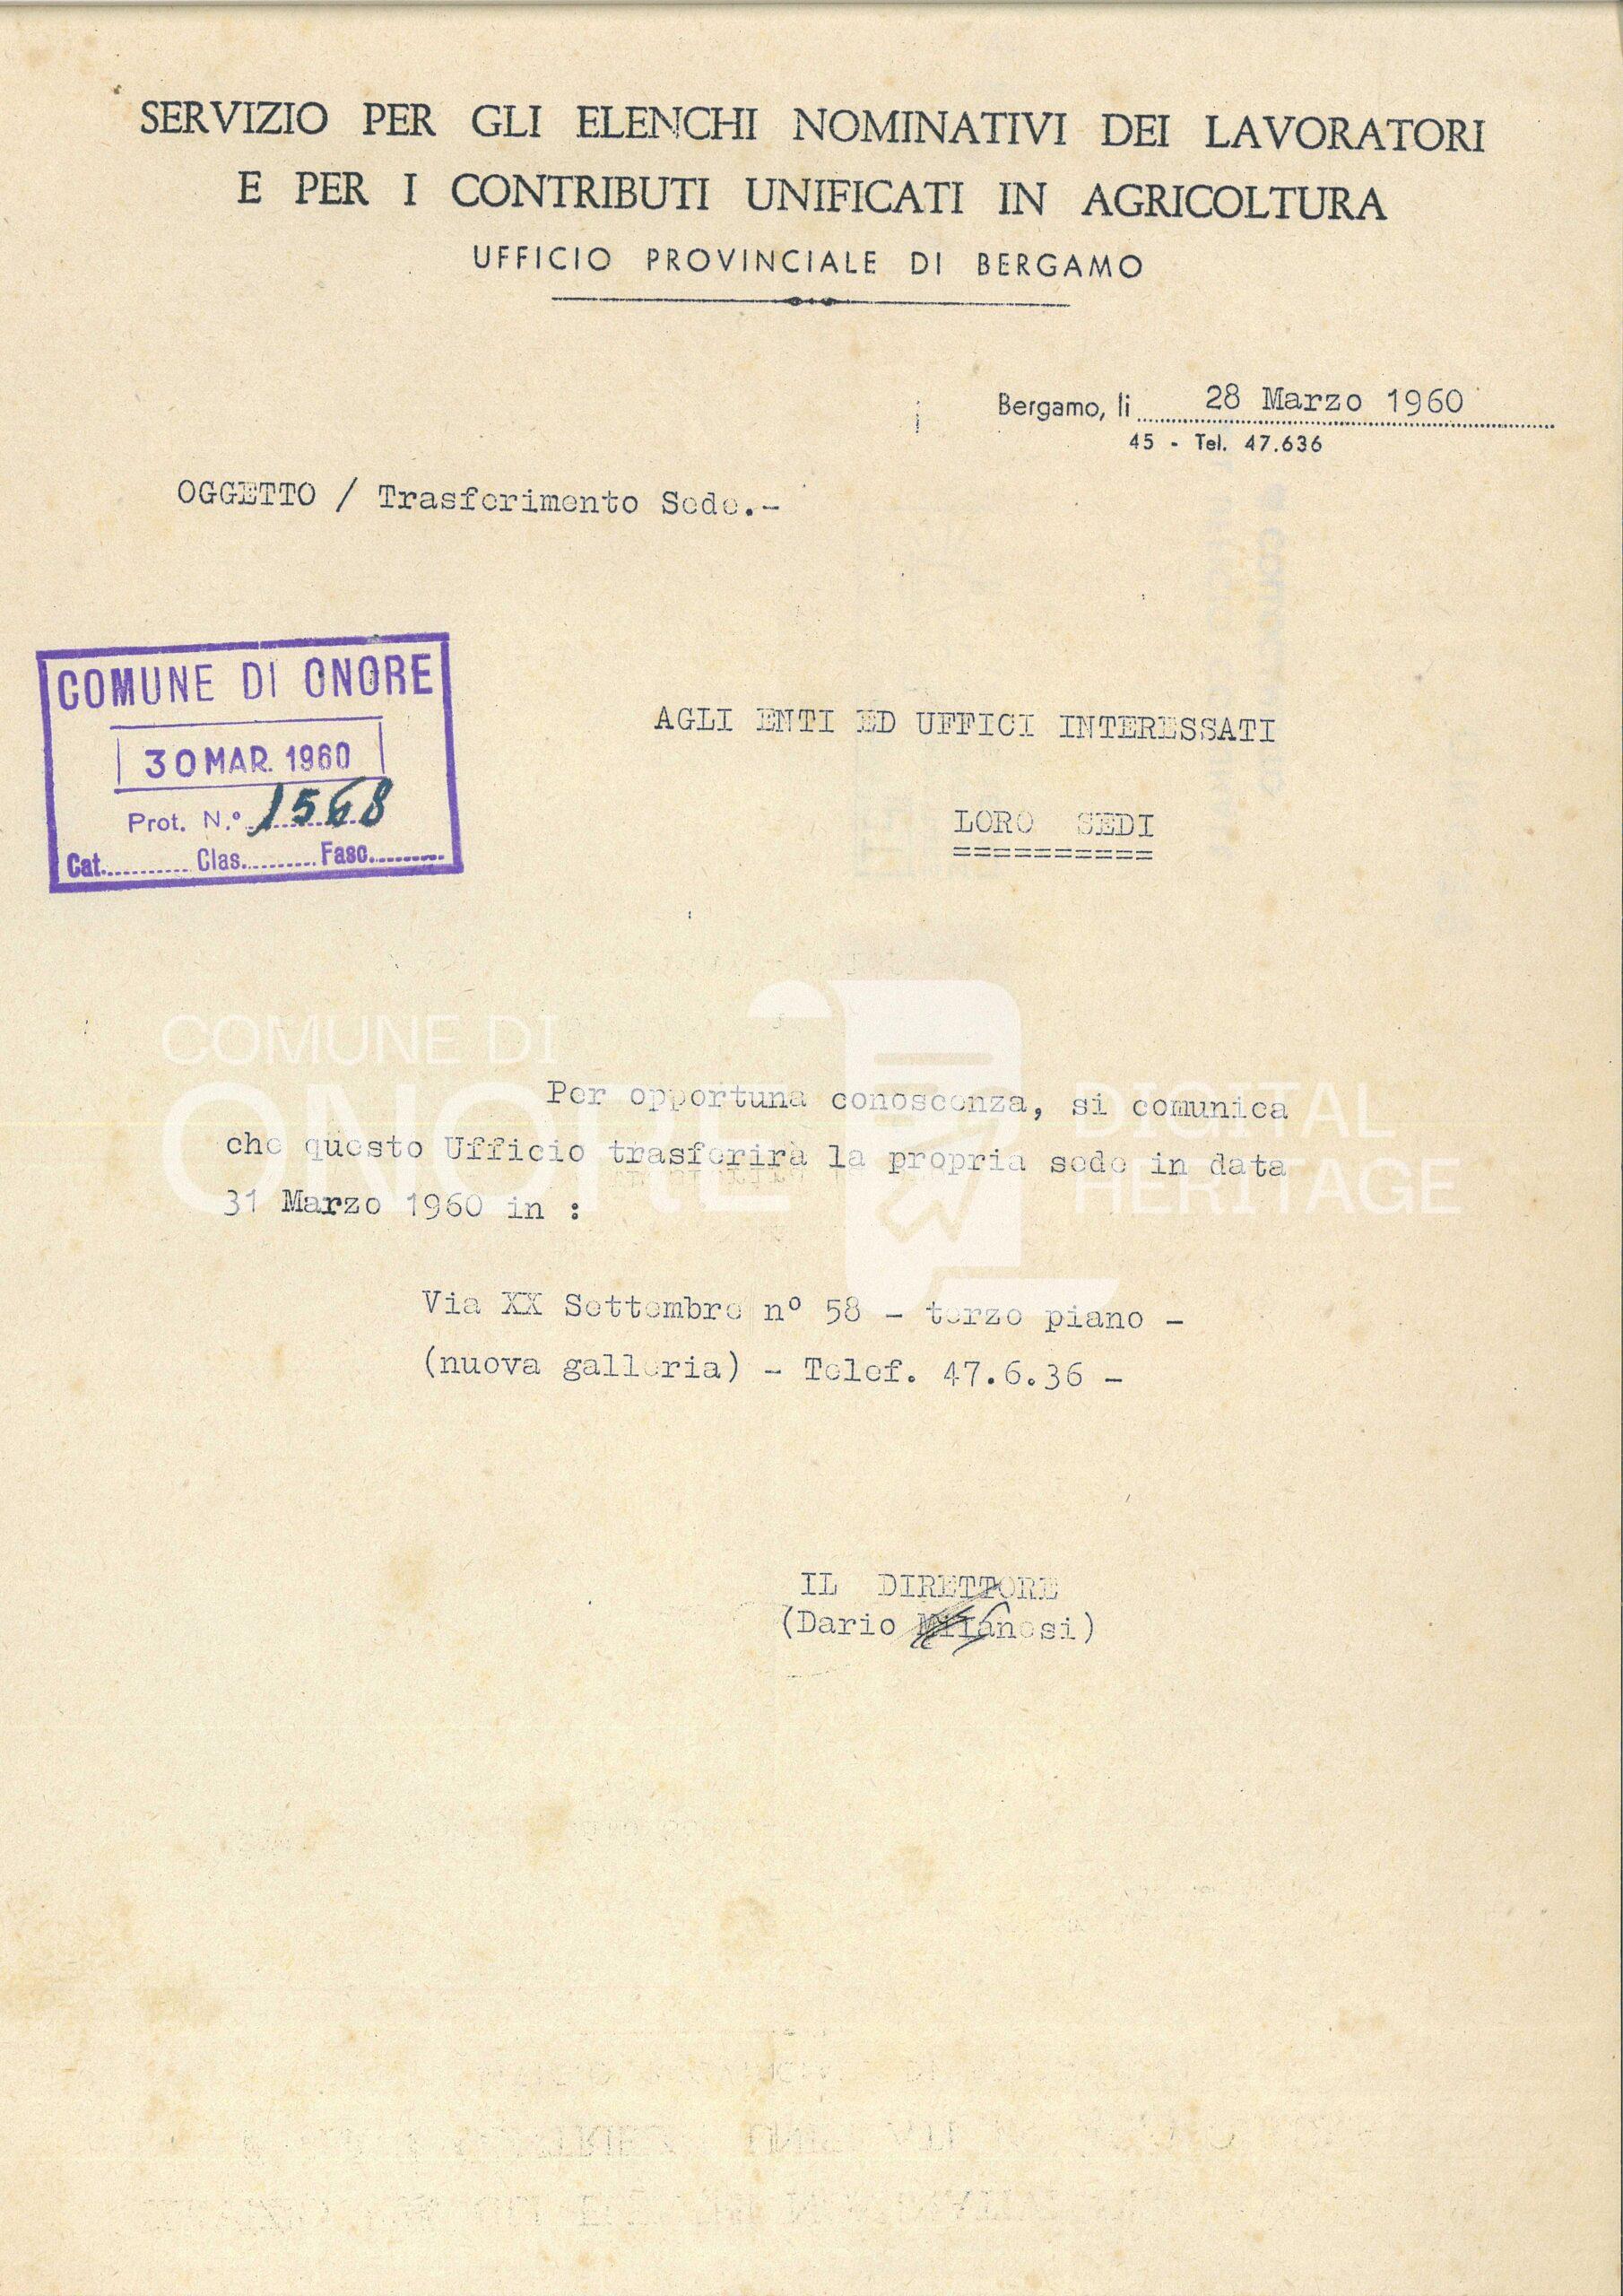 SERVIZIO PER GLI ELENCHI NOMINATIVI DEI LAVORATORI
E PER I CONTRIBUTI UNIFICATI IN AGRICOLTURA
UFFICIO PROVINCIALE DI BERGAMO
Bergamo, li 28 Marzo 1960
45 - Tel. 47.636
OGGETTO / Trasferimento Sede.-
COMUNE DI ONORE
30 MAR. 1960
Prot. N.° 1568
Cat. Clas. Fasc.
AGLI ENTI ED UFFICI INTERESSATI
LORO SEDI
==========
COMUNE DI
ONORE
DIGITAL
HERITAGE
Per opportuna conoscenza, si comunica
che questo Ufficio trasferirà la propria sede in data
31 Marzo 1960 in :
Via XX Settembre n° 58 - terzo piano -
(nuova galleria) - Telef. 47.6.36 -
IL DIRETTORE
(Dario Milanesi)